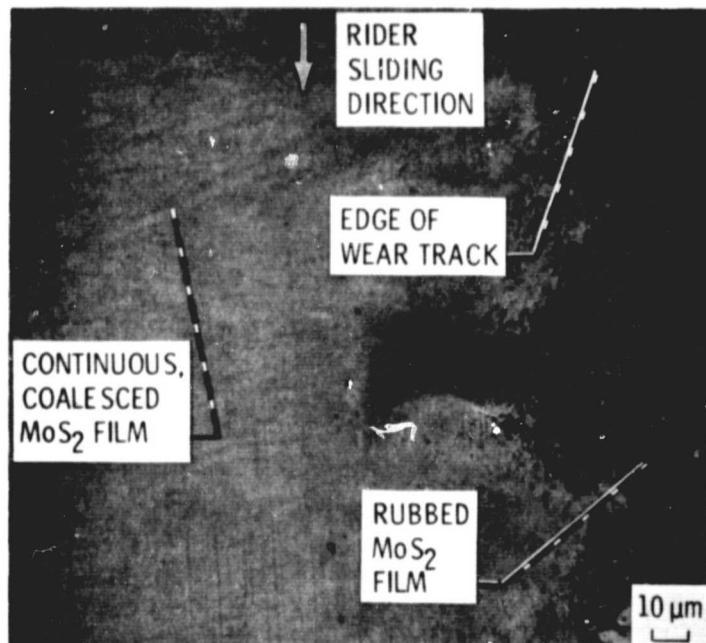 RIDER
SLIDING
DIRECTION
EDGE OF
WEAR TRACK
CONTINUOUS,
COALESCED
MoS₂ FILM
RUBBED
MoS₂
FILM
10 μm